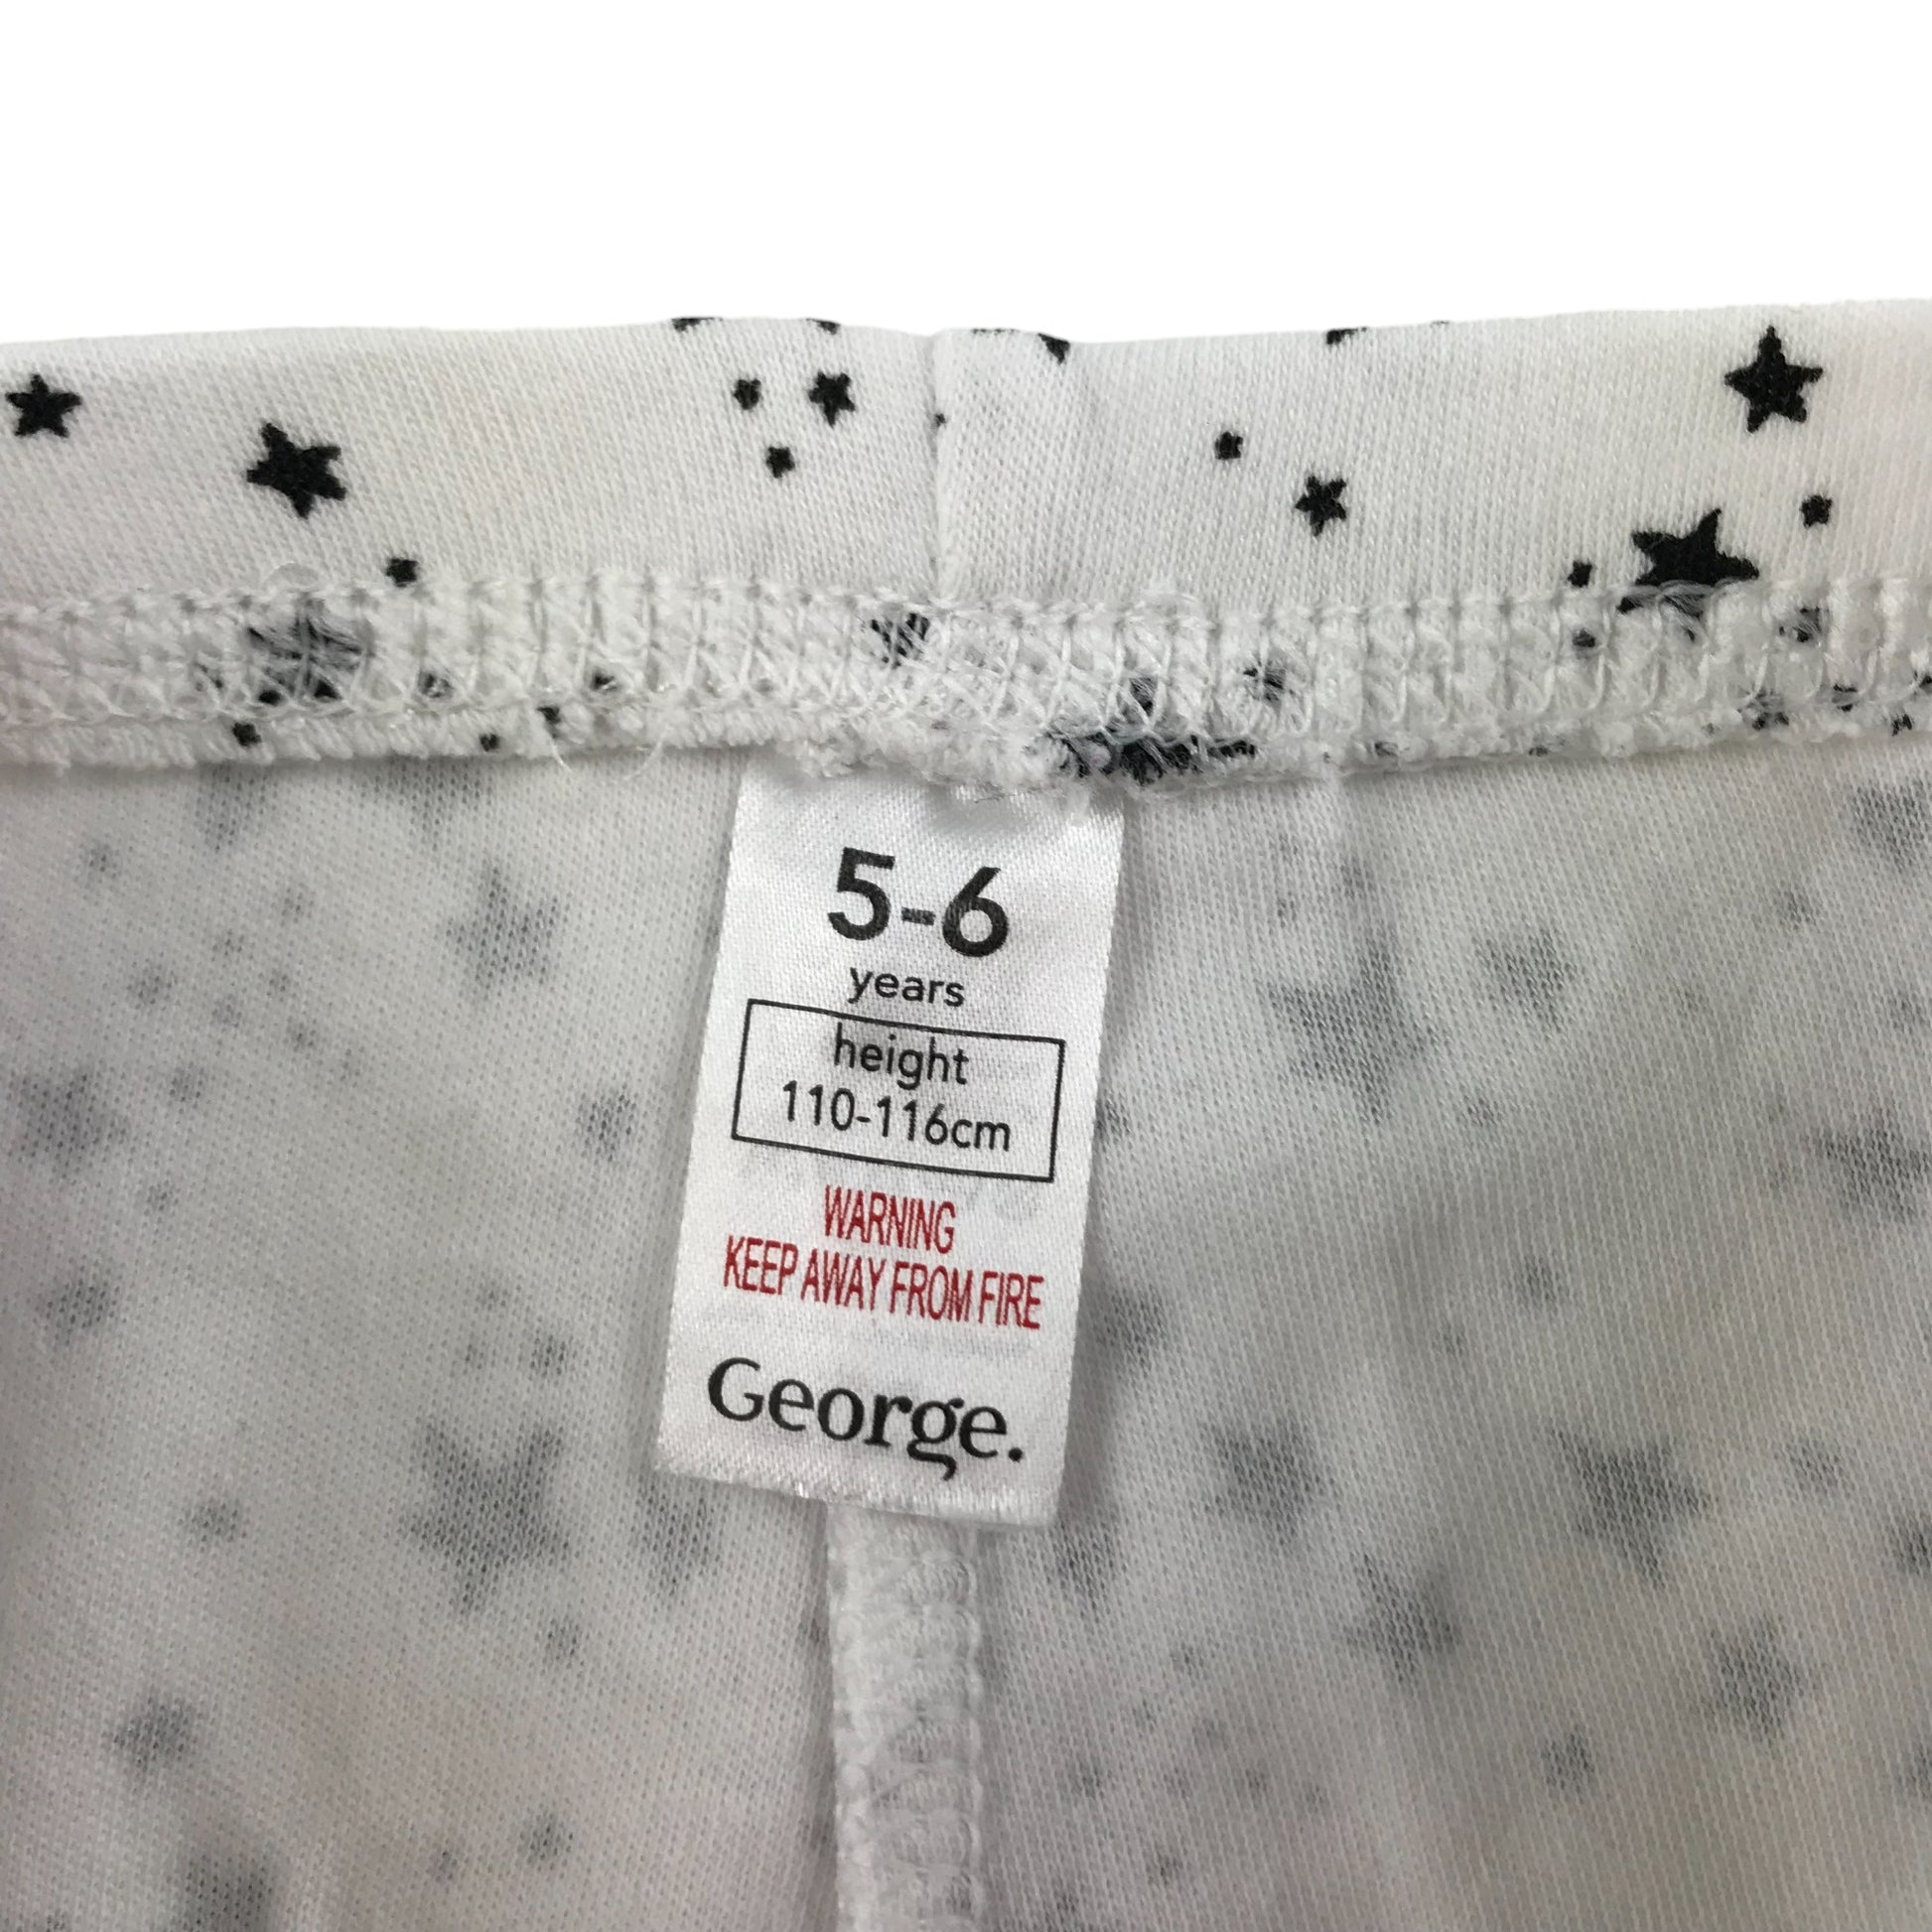 5-6
years
height
110-116cm
WARNING
KEEP AWAY FROM FIRE
George.